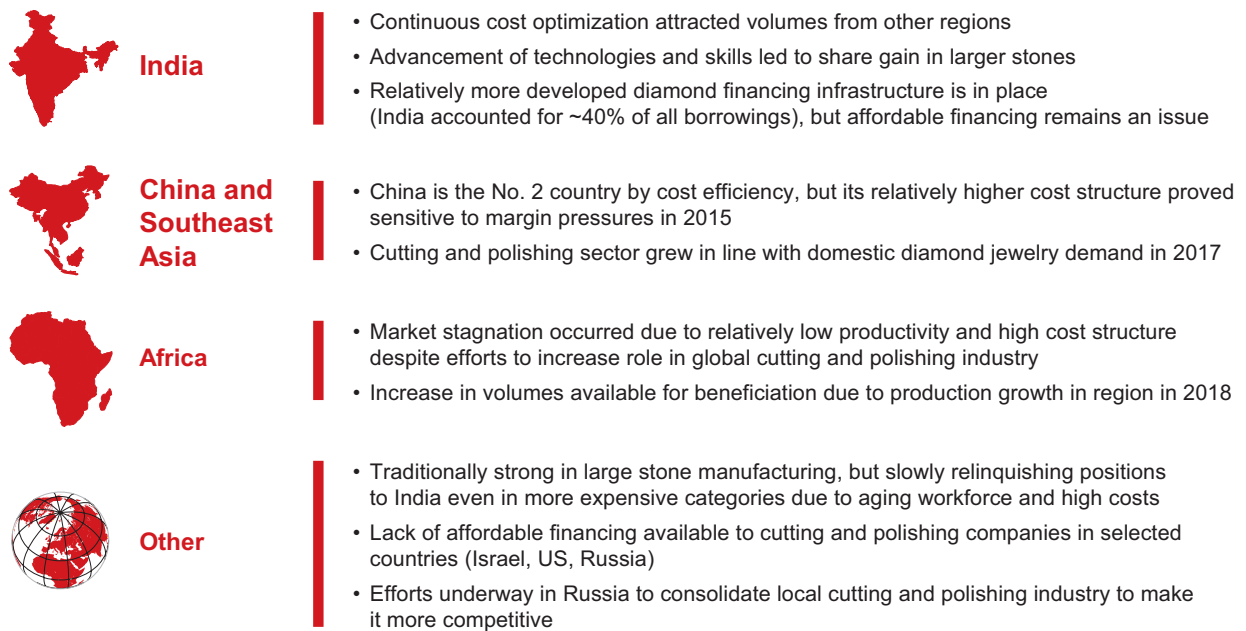 India
• Continuous cost optimization attracted volumes from other regions
• Advancement of technologies and skills led to share gain in larger stones
• Relatively more developed diamond financing infrastructure is in place
(India accounted for ~40% of all borrowings), but affordable financing remains an issue
China and
Southeast
Asia
• China is the No. 2 country by cost efficiency, but its relatively higher cost structure proved
sensitive to margin pressures in 2015
• Cutting and polishing sector grew in line with domestic diamond jewelry demand in 2017
Africa
• Market stagnation occurred due to relatively low productivity and high cost structure
despite efforts to increase role in global cutting and polishing industry
• Increase in volumes available for beneficiation due to production growth in region in 2018
Other
• Traditionally strong in large stone manufacturing, but slowly relinquishing positions
to India even in more expensive categories due to aging workforce and high costs
• Lack of affordable financing available to cutting and polishing companies in selected
countries (Israel, US, Russia)
• Efforts underway in Russia to consolidate local cutting and polishing industry to make
it more competitive